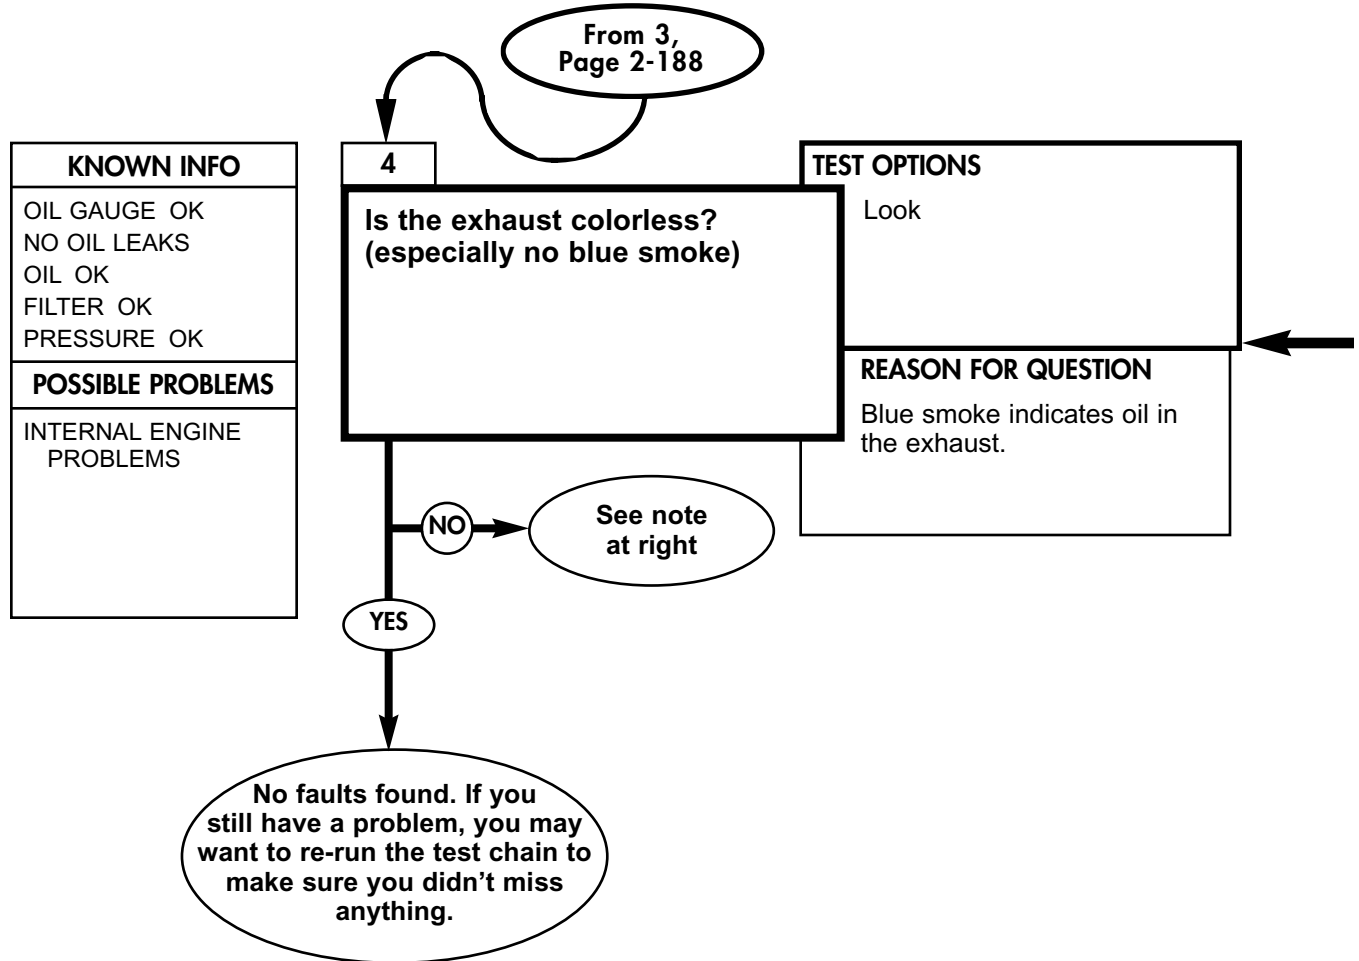 From 3,
Page 2-188
KNOWN INFO
OIL GAUGE OK
NO OIL LEAKS
OIL OK
FILTER OK
PRESSURE OK
POSSIBLE PROBLEMS
INTERNAL ENGINE
PROBLEMS
4
Is the exhaust colorless?
(especially no blue smoke)
TEST OPTIONS
Look
REASON FOR QUESTION
Blue smoke indicates oil in
the exhaust.
NO
See note
at right
YES
No faults found. If you
still have a problem, you may
want to re-run the test chain to
make sure you didn’t miss
anything.